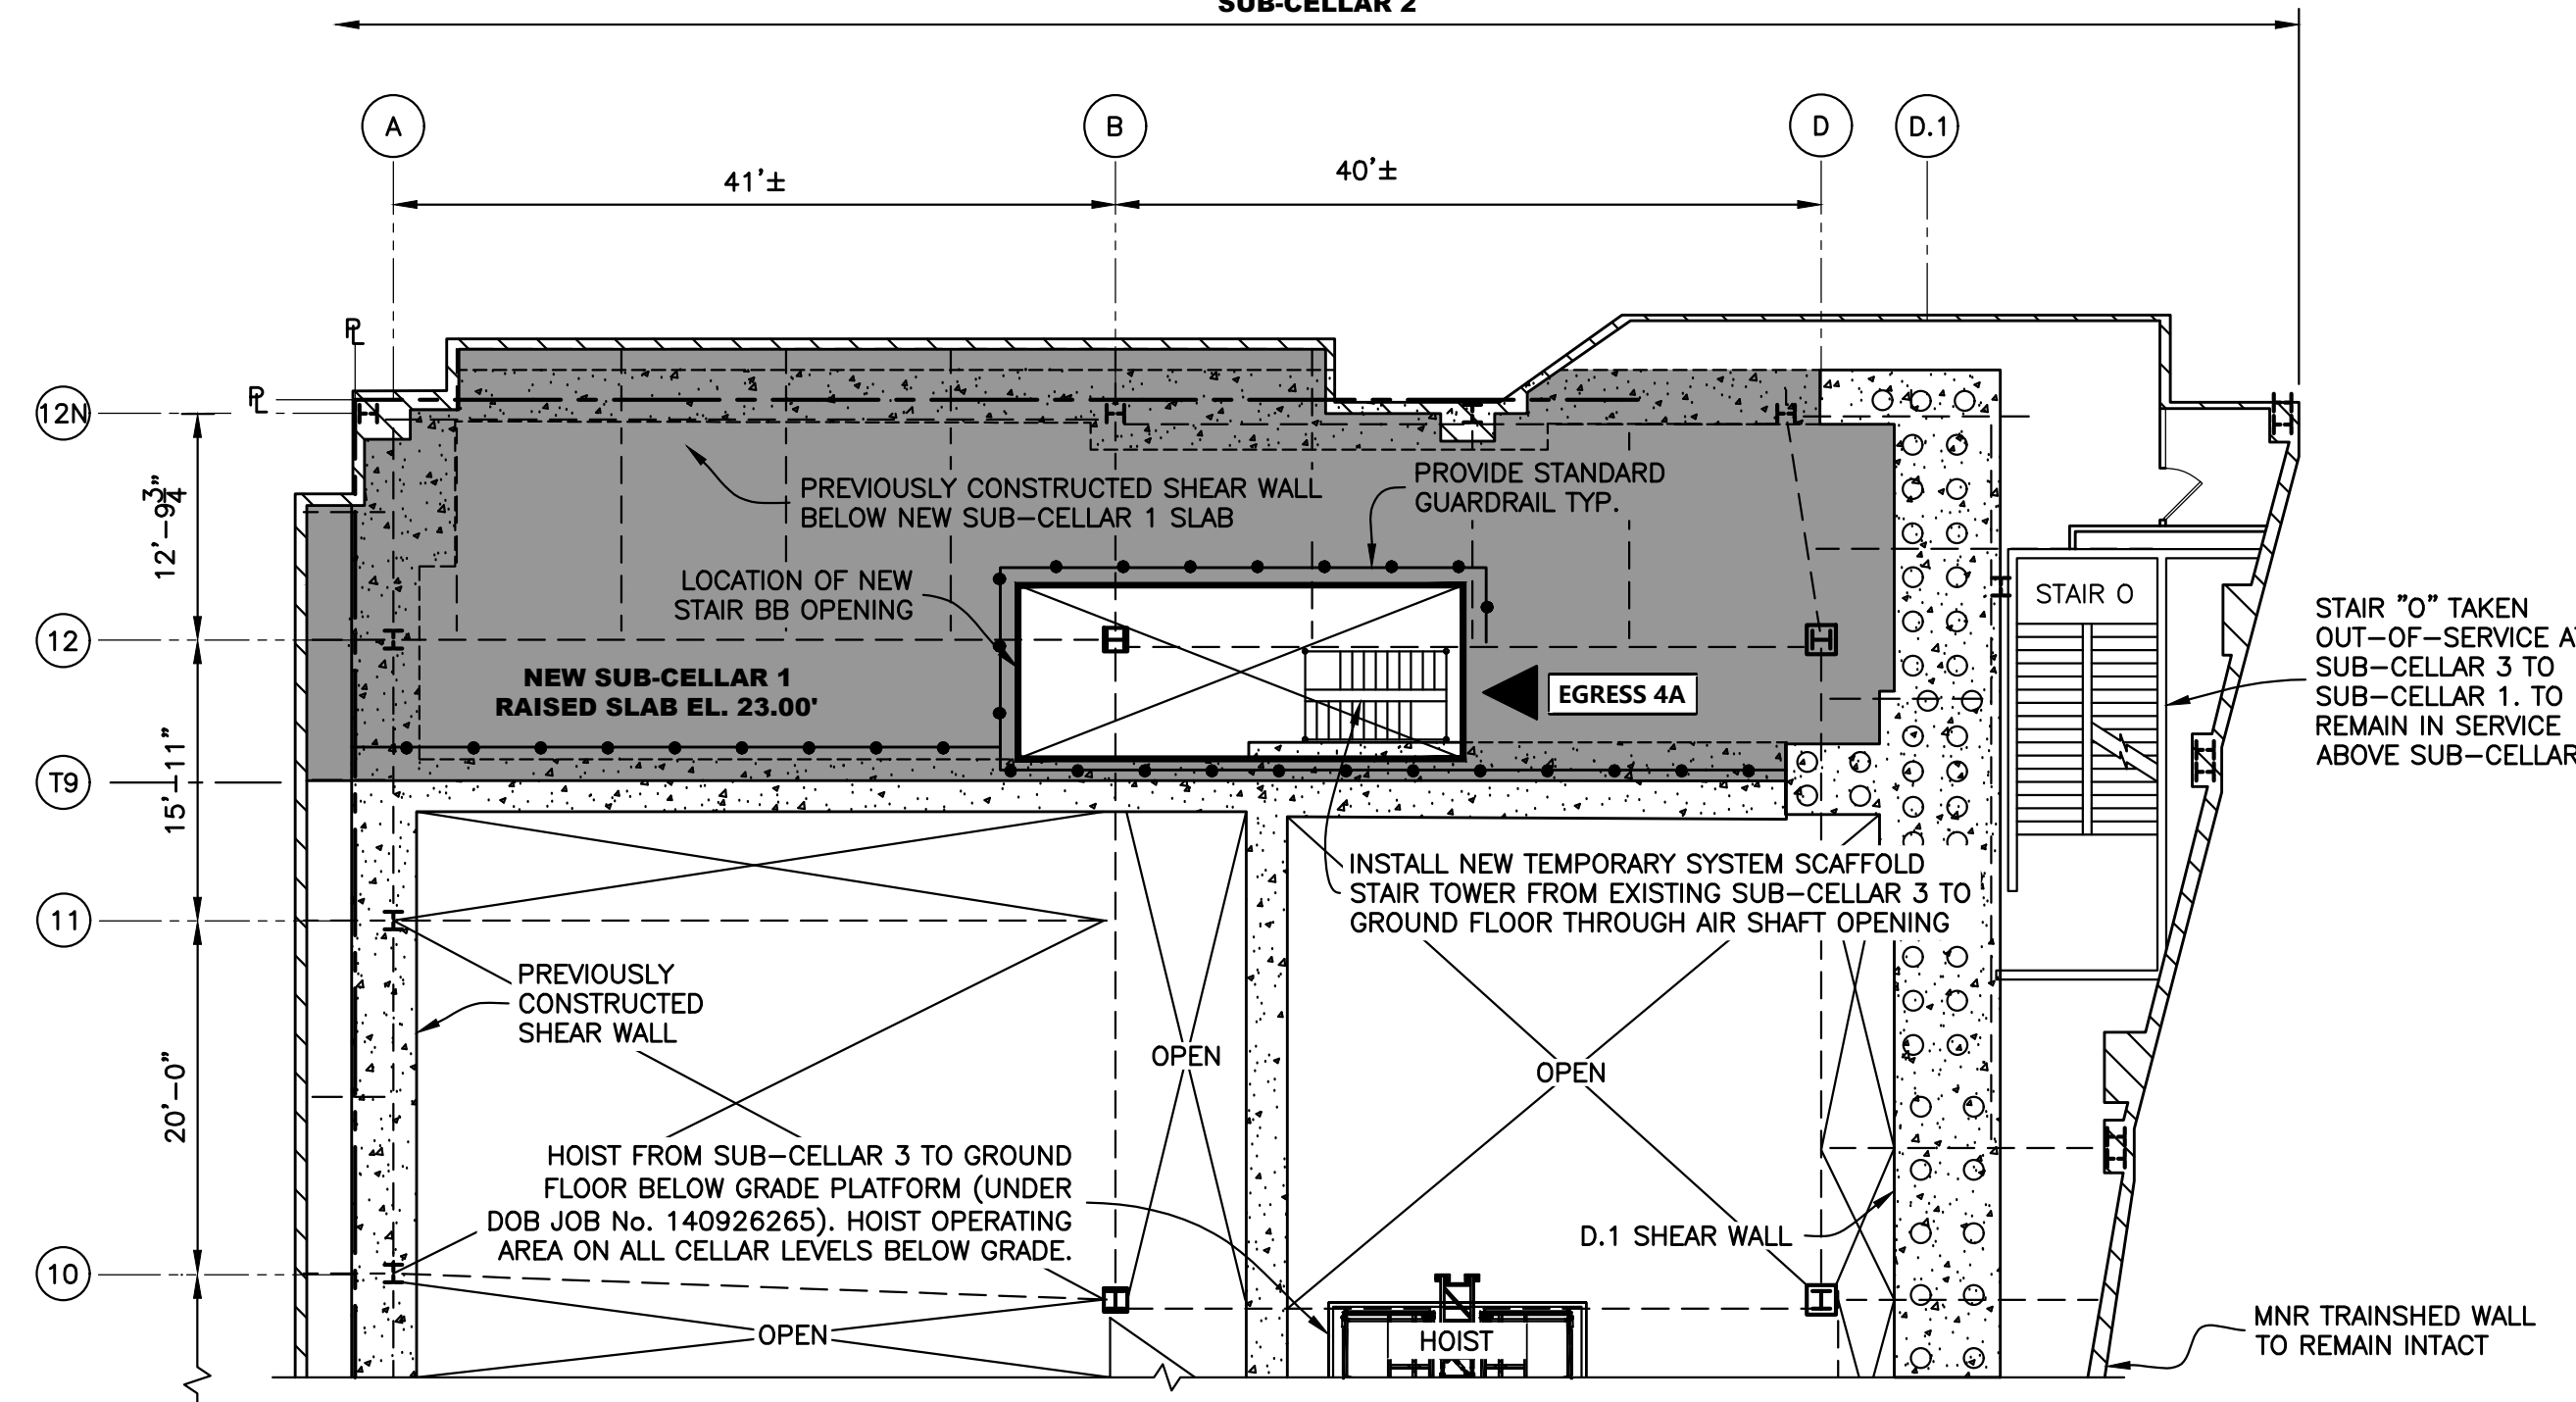 SUB-CELLAR 2
A
B
D
D.1
41'±
40'±
℄
℄
12N
12'-9 3/4"
PREVIOUSLY CONSTRUCTED SHEAR WALL
BELOW NEW SUB-CELLAR 1 SLAB
PROVIDE STANDARD
GUARDRAIL TYP.
LOCATION OF NEW
STAIR BB OPENING
STAIR O
STAIR "O" TAKEN
OUT-OF-SERVICE AT
SUB-CELLAR 3 TO
SUB-CELLAR 1. TO
REMAIN IN SERVICE
ABOVE SUB-CELLAR
12
NEW SUB-CELLAR 1
RAISED SLAB EL. 23.00'
EGRESS 4A
T9
15'-11"
INSTALL NEW TEMPORARY SYSTEM SCAFFOLD
STAIR TOWER FROM EXISTING SUB-CELLAR 3 TO
GROUND FLOOR THROUGH AIR SHAFT OPENING
11
PREVIOUSLY
CONSTRUCTED
SHEAR WALL
OPEN
OPEN
20'-0"
HOIST FROM SUB-CELLAR 3 TO GROUND
FLOOR BELOW GRADE PLATFORM (UNDER
DOB JOB No. 140926265). HOIST OPERATING
AREA ON ALL CELLAR LEVELS BELOW GRADE.
D.1 SHEAR WALL
10
OPEN
HOIST
MNR TRAINSHED WALL
TO REMAIN INTACT